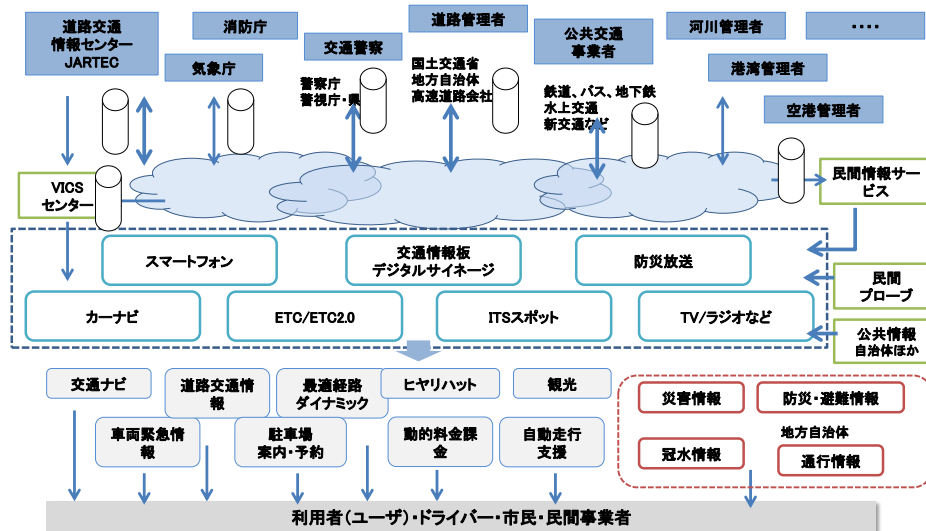 道路交通
情報センター
JARTEC
消防庁
気象庁
交通警察
警察庁
警視庁・県
道路管理者
国土交通省
地方自治体
高速道路会社
公共交通
事業者
鉄道、バス、地下鉄
水上交通
新交通など
河川管理者
港湾管理者
････
空港管理者
VICS
センター
民間情報サー
ビス
スマートフォン
交通情報板
デジタルサイネージ
防災放送
民間
プローブ
カーナビ
ETC/ETC2.0
ITSスポット
TV/ラジオなど
公共情報
自治体ほか
交通ナビ
道路交通情
報
最適経路
ダイナミック
ヒヤリハット
観光
車両緊急情
報
駐車場
案内・予約
動的料金課
金
自動走行
支援
災害情報
防災・避難情報
地方自治体
冠水情報
通行情報
利用者(ユーザ)・ドライバー・市民・民間事業者